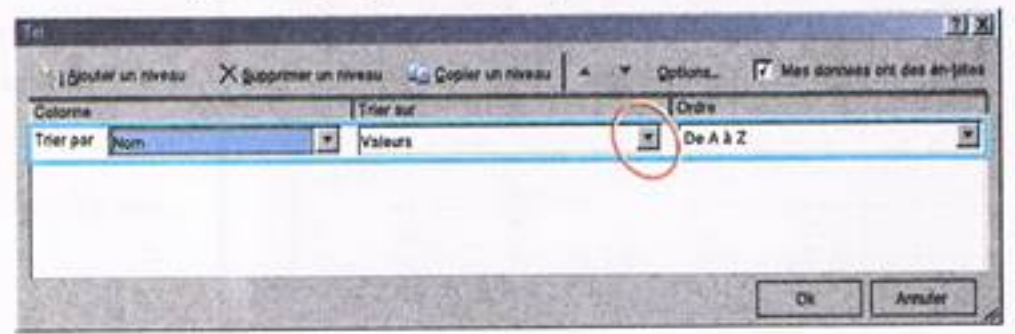 Tri
Ajouter un niveau Supprimer un niveau Copier un niveau Options... Mes données ont des en-têtes
Colonne Trier sur Ordre
Trier par Nom Valeurs De A à Z
Ok Annuler